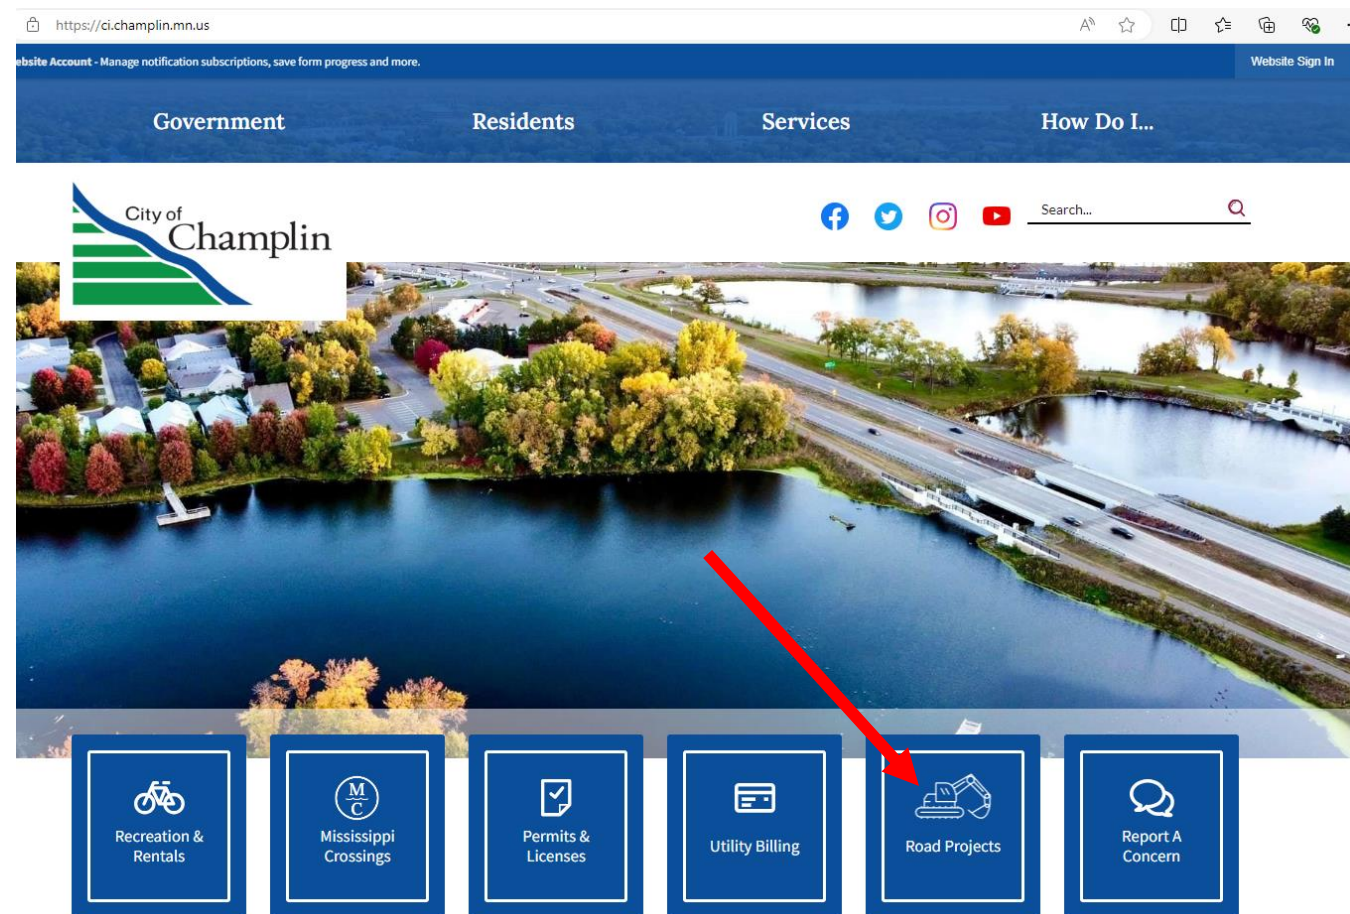 https://ci.champlin.mn.us
ebsite Account - Manage notification subscriptions, save form progress and more.
Website Sign In
Government
Residents
Services
How Do I...
City of
Champlin
Search...
M
C
Recreation &
Rentals
Mississippi
Crossings
Permits &
Licenses
Utility Billing
Road Projects
Report A
Concern